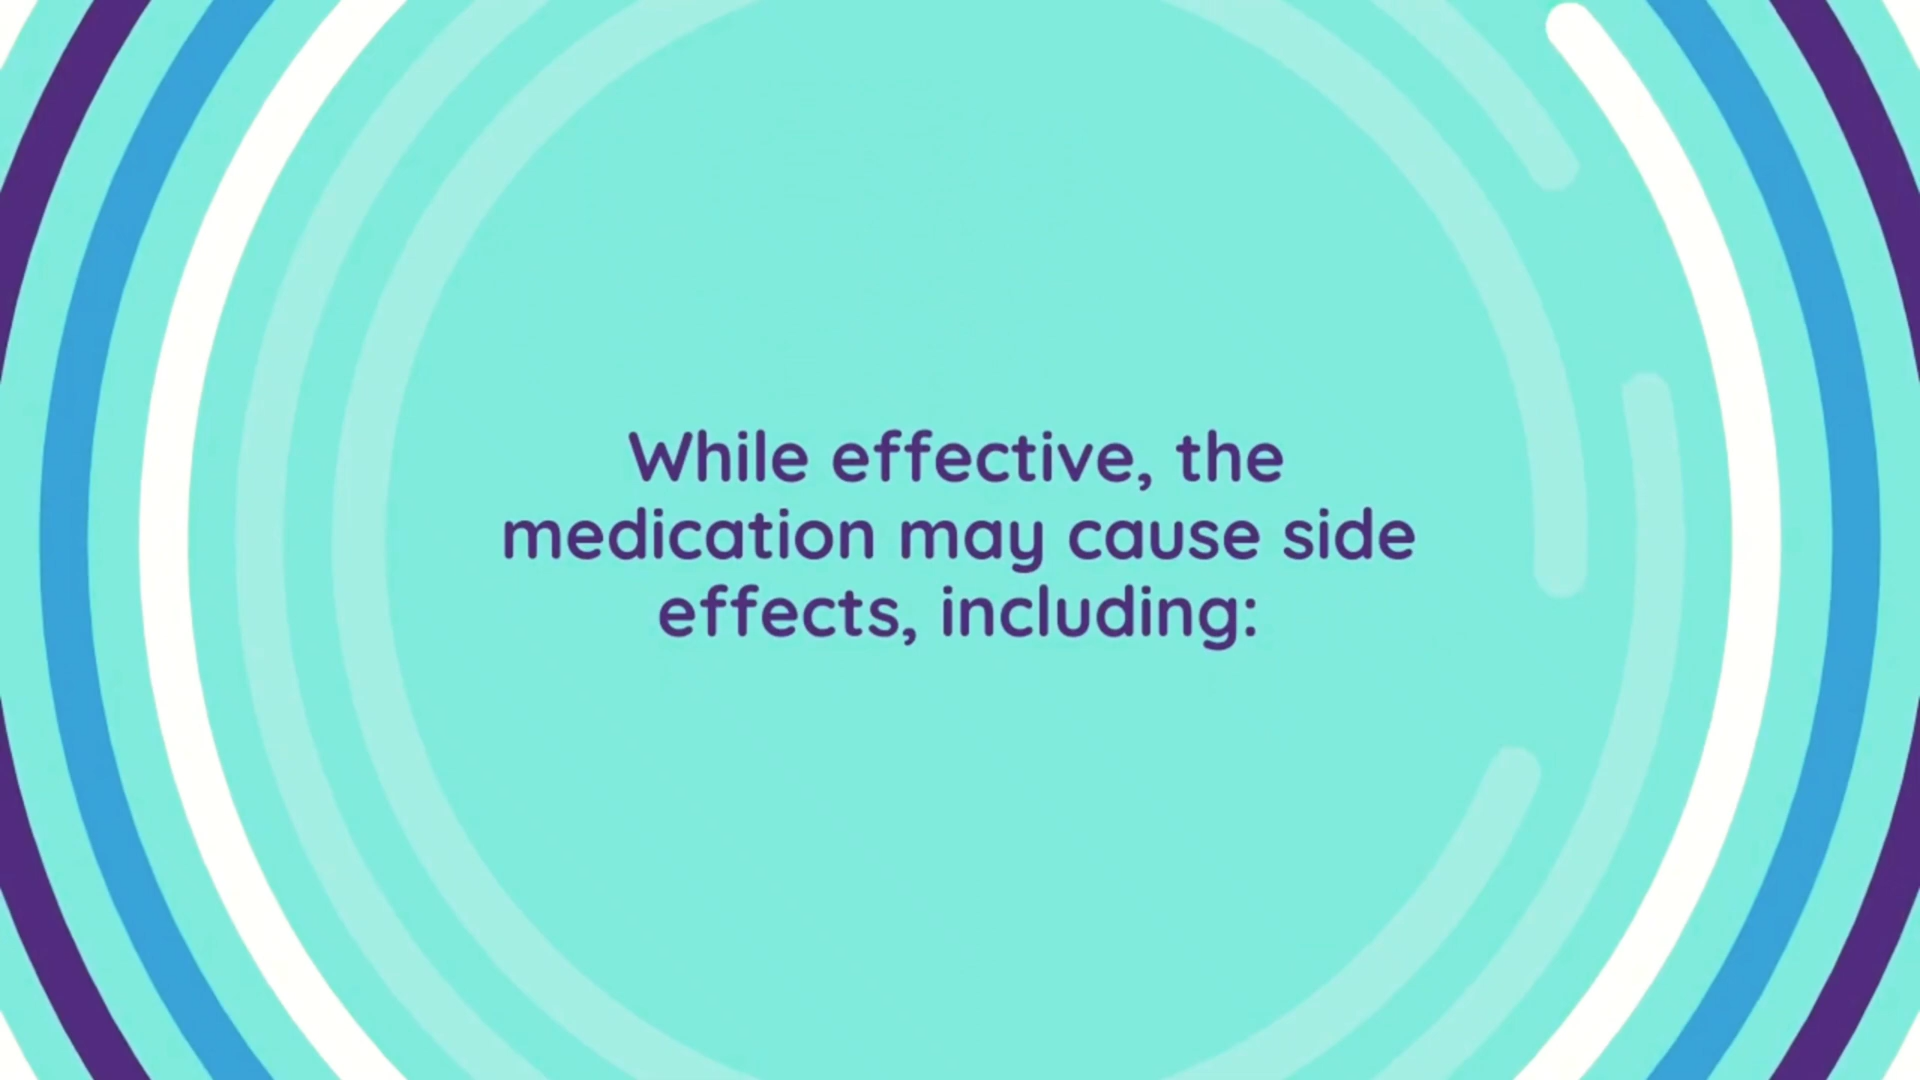 While effective, the
medication may cause side
effects, including: